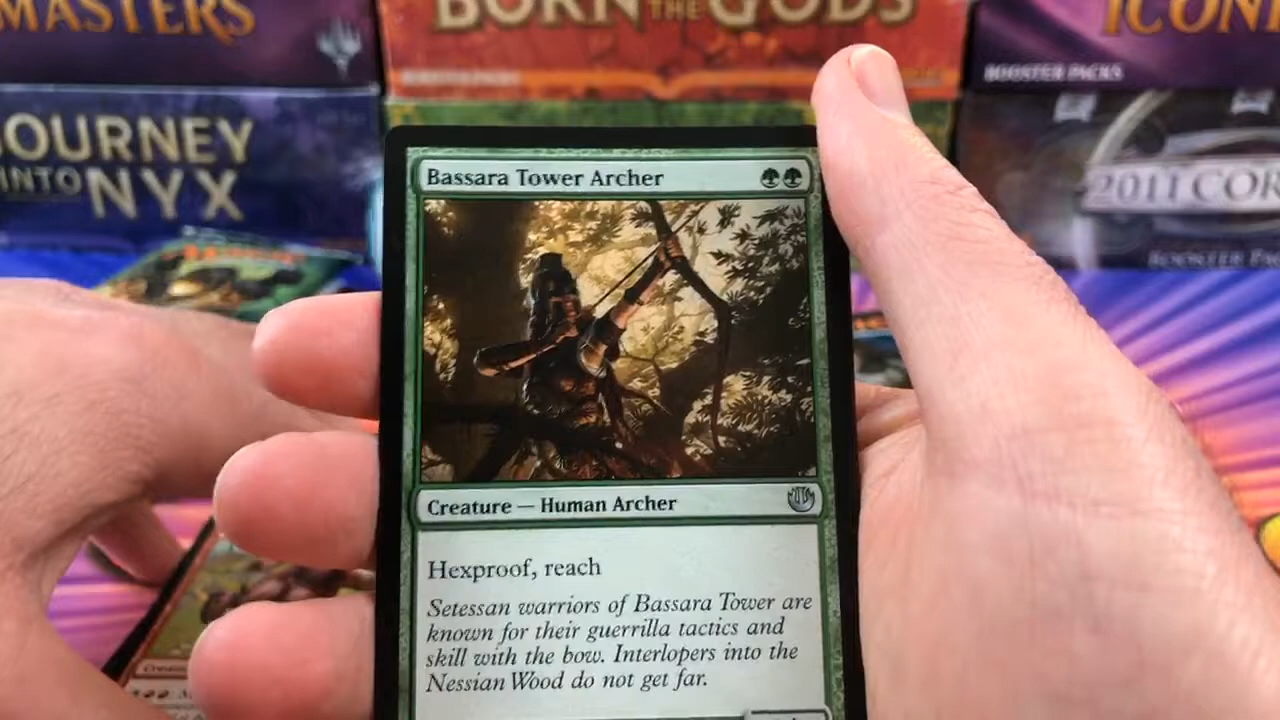 MASTERS
BORN THE GODS
ICONI
BOOSTER PACKS
JOURNEY
INTO NYX
2011 COR
BOOSTER PA
Bassara Tower Archer
Creature — Human Archer
Hexproof, reach
Setessan warriors of Bassara Tower are
known for their guerrilla tactics and
skill with the bow. Interlopers into the
Nessian Wood do not get far.